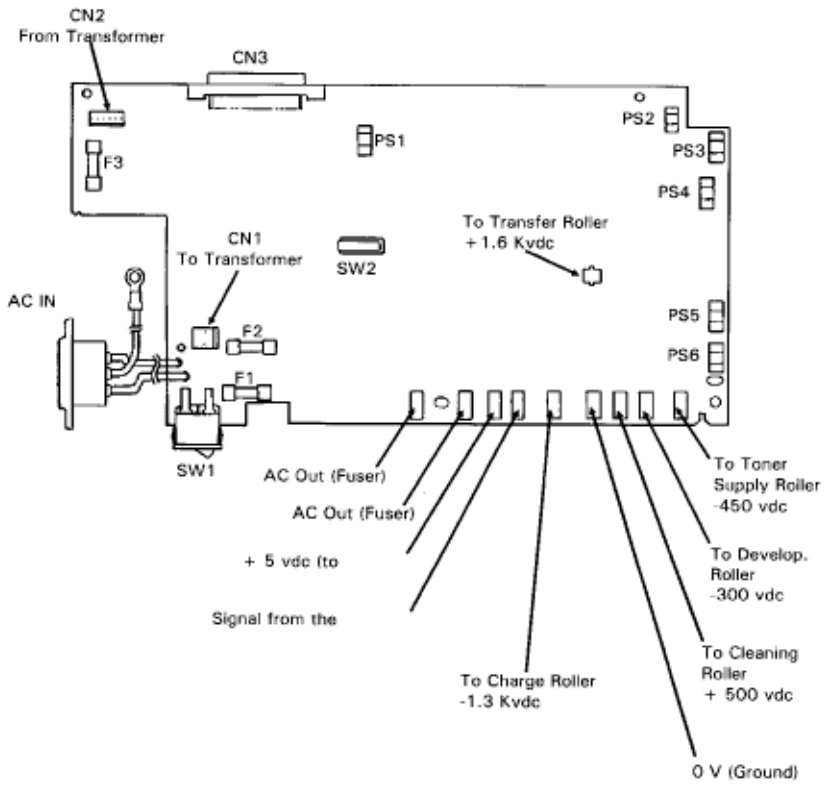 CN2
From Transformer
CN3
PS1
PS2
PS3
F3
PS4
To Transfer Roller
+1.6 Kvdc
CN1
To Transformer
SW2
AC IN
PS5
F2
PS6
F1
SW1
AC Out (Fuser)
AC Out (Fuser)
+ 5 vdc (to
Signal from the
To Charge Roller
-1.3 Kvdc
To Toner
Supply Roller
-450 vdc
To Develop.
Roller
-300 vdc
To Cleaning
Roller
+ 500 vdc
0 V (Ground)